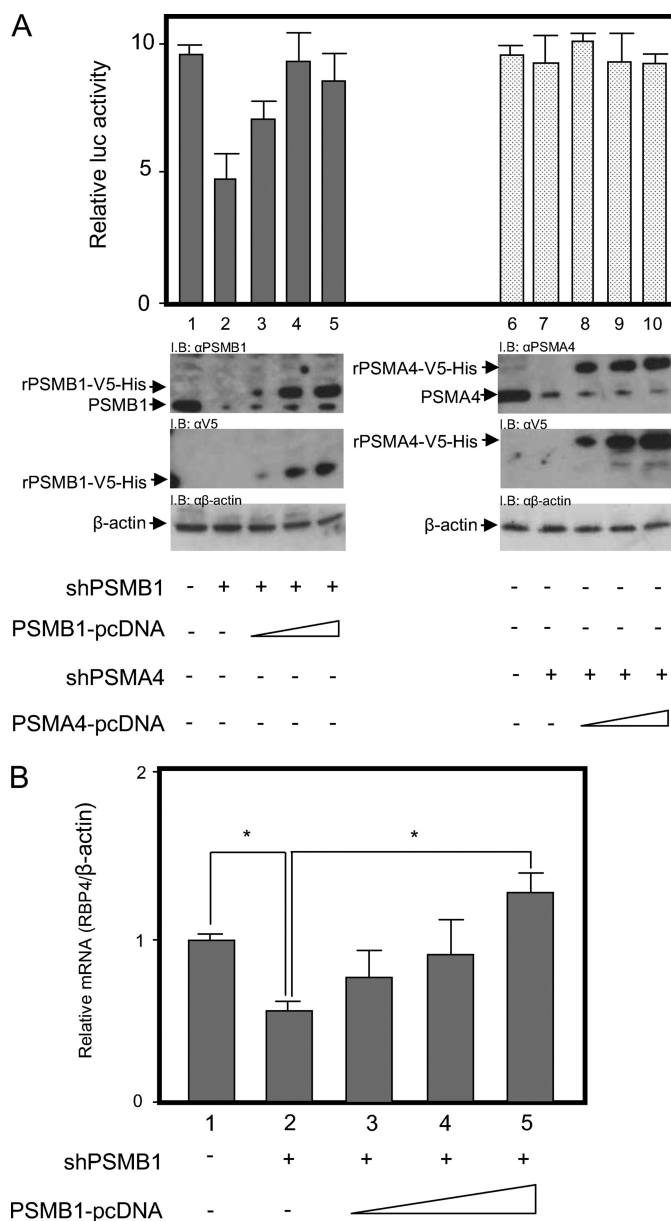 A
Relative luc activity
10
5
0
1 2 3 4 5 6 7 8 9 10
I.B: αPSMB1
rPSMB1-V5-His
PSMB1
I.B: αV5
rPSMB1-V5-His
I.B: αβ-actin
β-actin
I.B: αPSMA4
rPSMA4-V5-His
PSMA4
I.B: αV5
rPSMA4-V5-His
I.B: αβ-actin
β-actin
shPSMB1 - + + + + - - - - -
PSMB1-pcDNA - - - - - - -
shPSMA4 - - - - - - + + + +
PSMA4-pcDNA - - - - - - -
B
Relative mRNA (RBP4/β-actin)
2
1
0
* *
1 2 3 4 5
shPSMB1 - + + + +
PSMB1-pcDNA - -